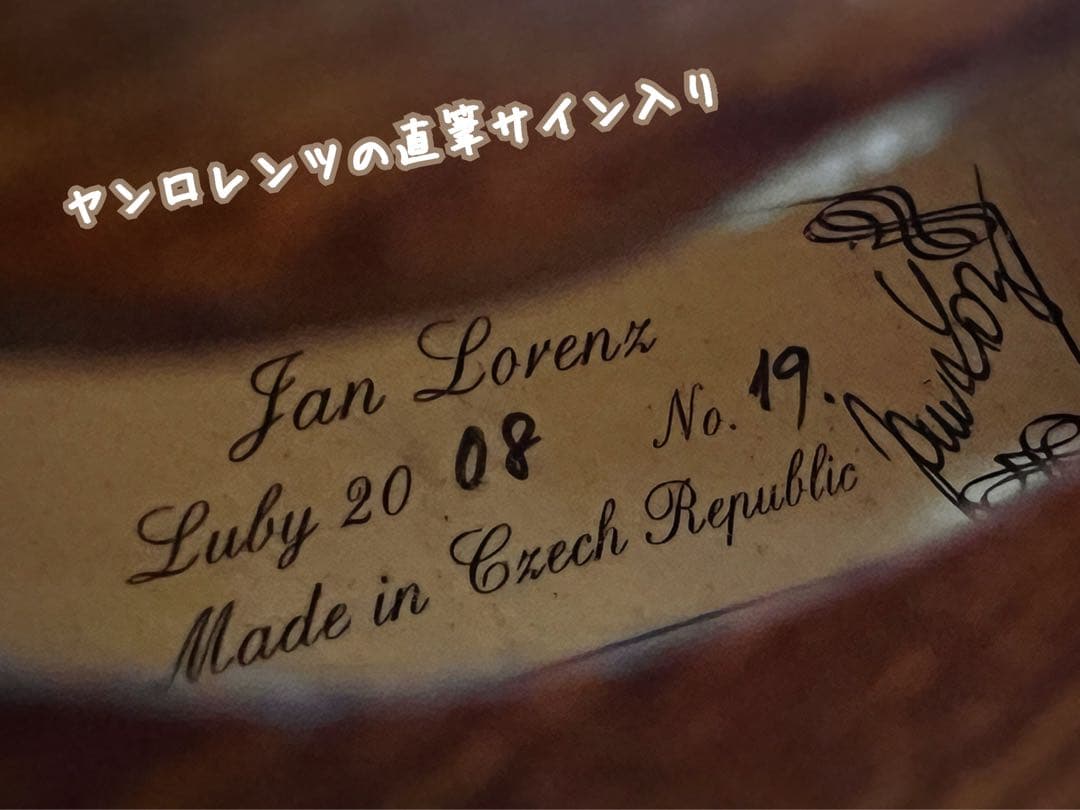 ヤンロレンツの直筆サイン入り
Jan Lorenz
Luby 20 08 No. 19.
Made in Czech Republic